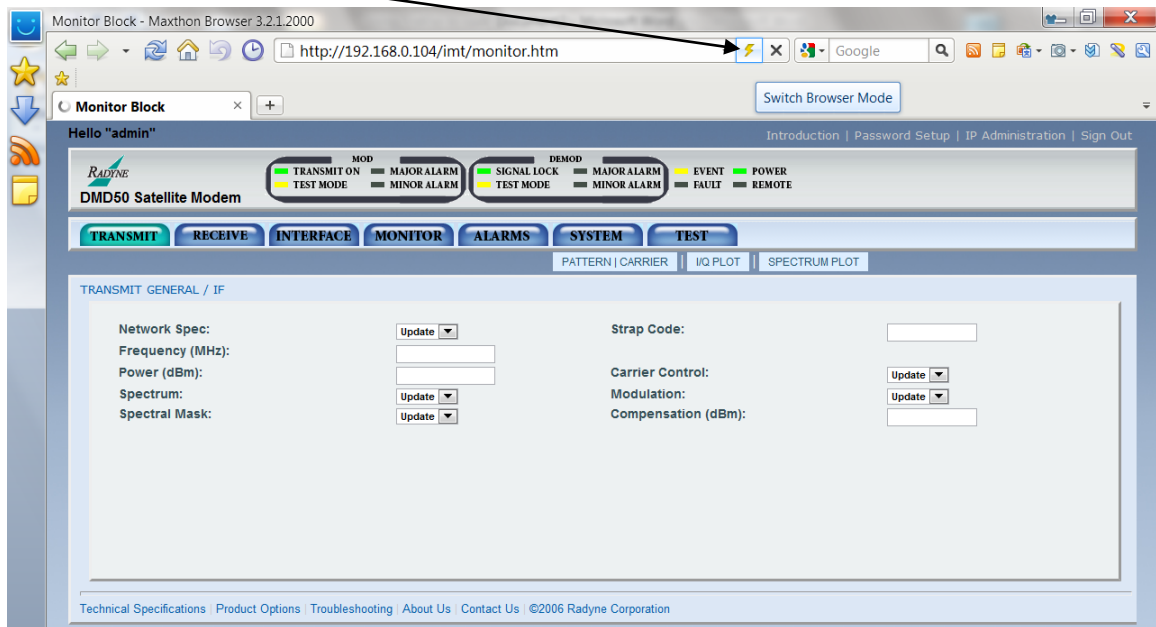 Monitor Block - Maxthon Browser 3.2.1.2000
http://192.168.0.104/imt/monitor.htm
Google
Monitor Block
Switch Browser Mode
Hello "admin"
Introduction | Password Setup | IP Administration | Sign Out
RADYNE
DMD50 Satellite Modem
MOD
TRANSMIT ON MAJOR ALARM
TEST MODE MINOR ALARM
DEMOD
SIGNAL LOCK MAJOR ALARM
TEST MODE MINOR ALARM
EVENT POWER
FAULT REMOTE
TRANSMIT RECEIVE INTERFACE MONITOR ALARMS SYSTEM TEST
PATTERN | CARRIER | I/Q PLOT | SPECTRUM PLOT
TRANSMIT GENERAL / IF
Network Spec: Update Strap Code:
Frequency (MHz):
Power (dBm): Carrier Control: Update
Spectrum: Update Modulation: Update
Spectral Mask: Update Compensation (dBm):
Technical Specifications | Product Options | Troubleshooting | About Us | Contact Us | ©2006 Radyne Corporation